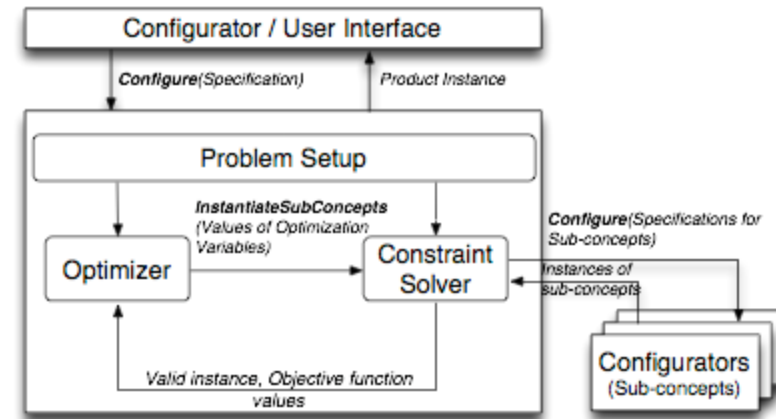 Configurator / User Interface
Configure(Specification)
Product Instance
Problem Setup
InstantiateSubConcepts
(Values of Optimization
Variables)
Configure(Specifications for
Sub-concepts)
Optimizer
Constraint
Solver
Instances of
sub-concepts
Configurators
(Sub-concepts)
Valid instance, Objective function
values